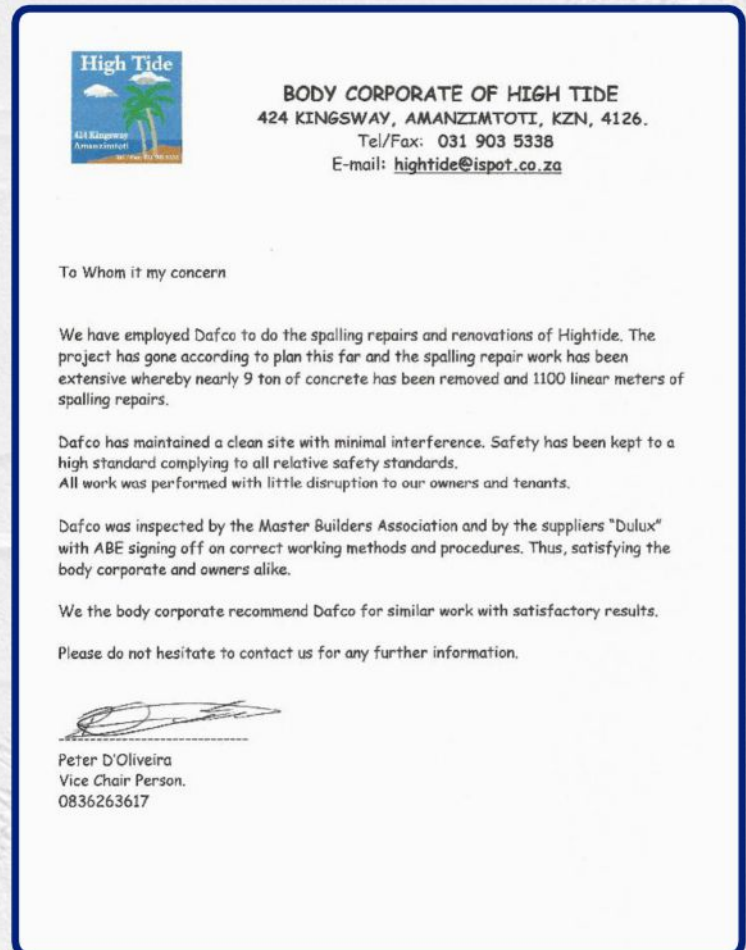 High Tide
424 Kingsway
Amanzimtoti
BODY CORPORATE OF HIGH TIDE
424 KINGSWAY, AMANZIMTOTI, KZN, 4126.
Tel/Fax: 031 903 5338
E-mail: hightide@ispot.co.za
To Whom it my concern
We have employed Dafco to do the spalling repairs and renovations of Hightide. The
project has gone according to plan this far and the spalling repair work has been
extensive whereby nearly 9 ton of concrete has been removed and 1100 linear meters of
spalling repairs.
Dafco has maintained a clean site with minimal interference. Safety has been kept to a
high standard complying to all relative safety standards.
All work was performed with little disruption to our owners and tenants.
Dafco was inspected by the Master Builders Association and by the suppliers “Dulux”
with ABE signing off on correct working methods and procedures. Thus, satisfying the
body corporate and owners alike.
We the body corporate recommend Dafco for similar work with satisfactory results.
Please do not hesitate to contact us for any further information.
Peter D'Oliveira
Vice Chair Person.
0836263617